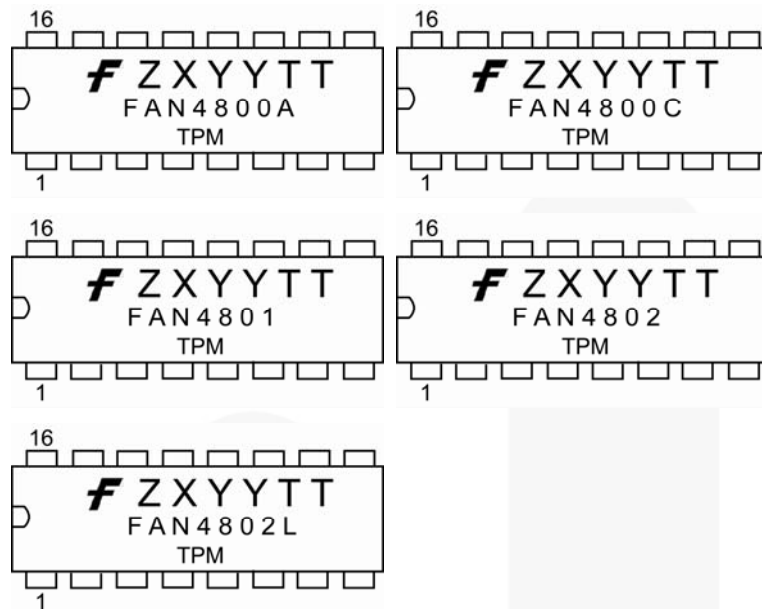 16
ZXYYTT
FAN4800A
TPM
1
16
ZXYYTT
FAN4800C
TPM
1
16
ZXYYTT
FAN4801
TPM
1
16
ZXYYTT
FAN4802
TPM
1
16
ZXYYTT
FAN4802L
TPM
1